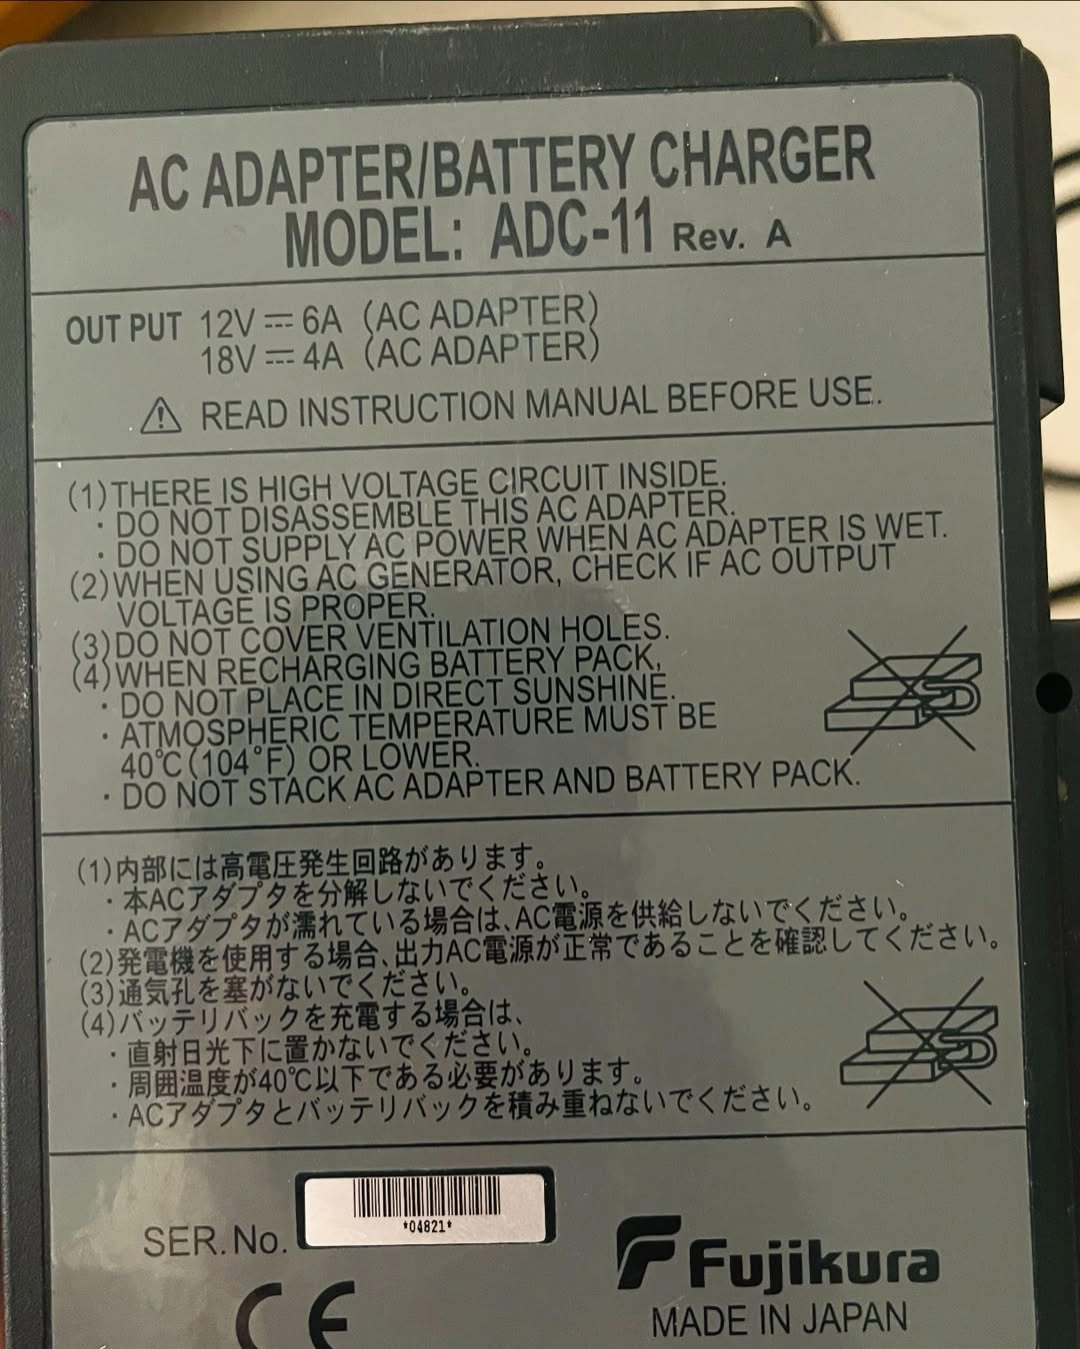 AC ADAPTER/BATTERY CHARGER
MODEL: ADC-11 Rev. A
OUT PUT 12V ⎓ 6A (AC ADAPTER)
18V ⎓ 4A (AC ADAPTER)
⚠ READ INSTRUCTION MANUAL BEFORE USE.
(1) THERE IS HIGH VOLTAGE CIRCUIT INSIDE.
・DO NOT DISASSEMBLE THIS AC ADAPTER.
・DO NOT SUPPLY AC POWER WHEN AC ADAPTER IS WET.
(2) WHEN USING AC GENERATOR, CHECK IF AC OUTPUT
VOLTAGE IS PROPER.
(3) DO NOT COVER VENTILATION HOLES.
(4) WHEN RECHARGING BATTERY PACK,
・DO NOT PLACE IN DIRECT SUNSHINE.
・ATMOSPHERIC TEMPERATURE MUST BE
40℃ (104°F) OR LOWER.
・DO NOT STACK AC ADAPTER AND BATTERY PACK.
(1)内部には高電圧発生回路があります。
・本ACアダプタを分解しないでください。
・ACアダプタが濡れている場合は、AC電源を供給しないでください。
(2)発電機を使用する場合、出力AC電源が正常であることを確認してください。
(3)通気孔を塞がないでください。
(4)バッテリパックを充電する場合は、
・直射日光下に置かないでください。
・周囲温度が40℃以下である必要があります。
・ACアダプタとバッテリパックを積み重ねないでください。
SER. No. *04821*
CE
Fujikura
MADE IN JAPAN